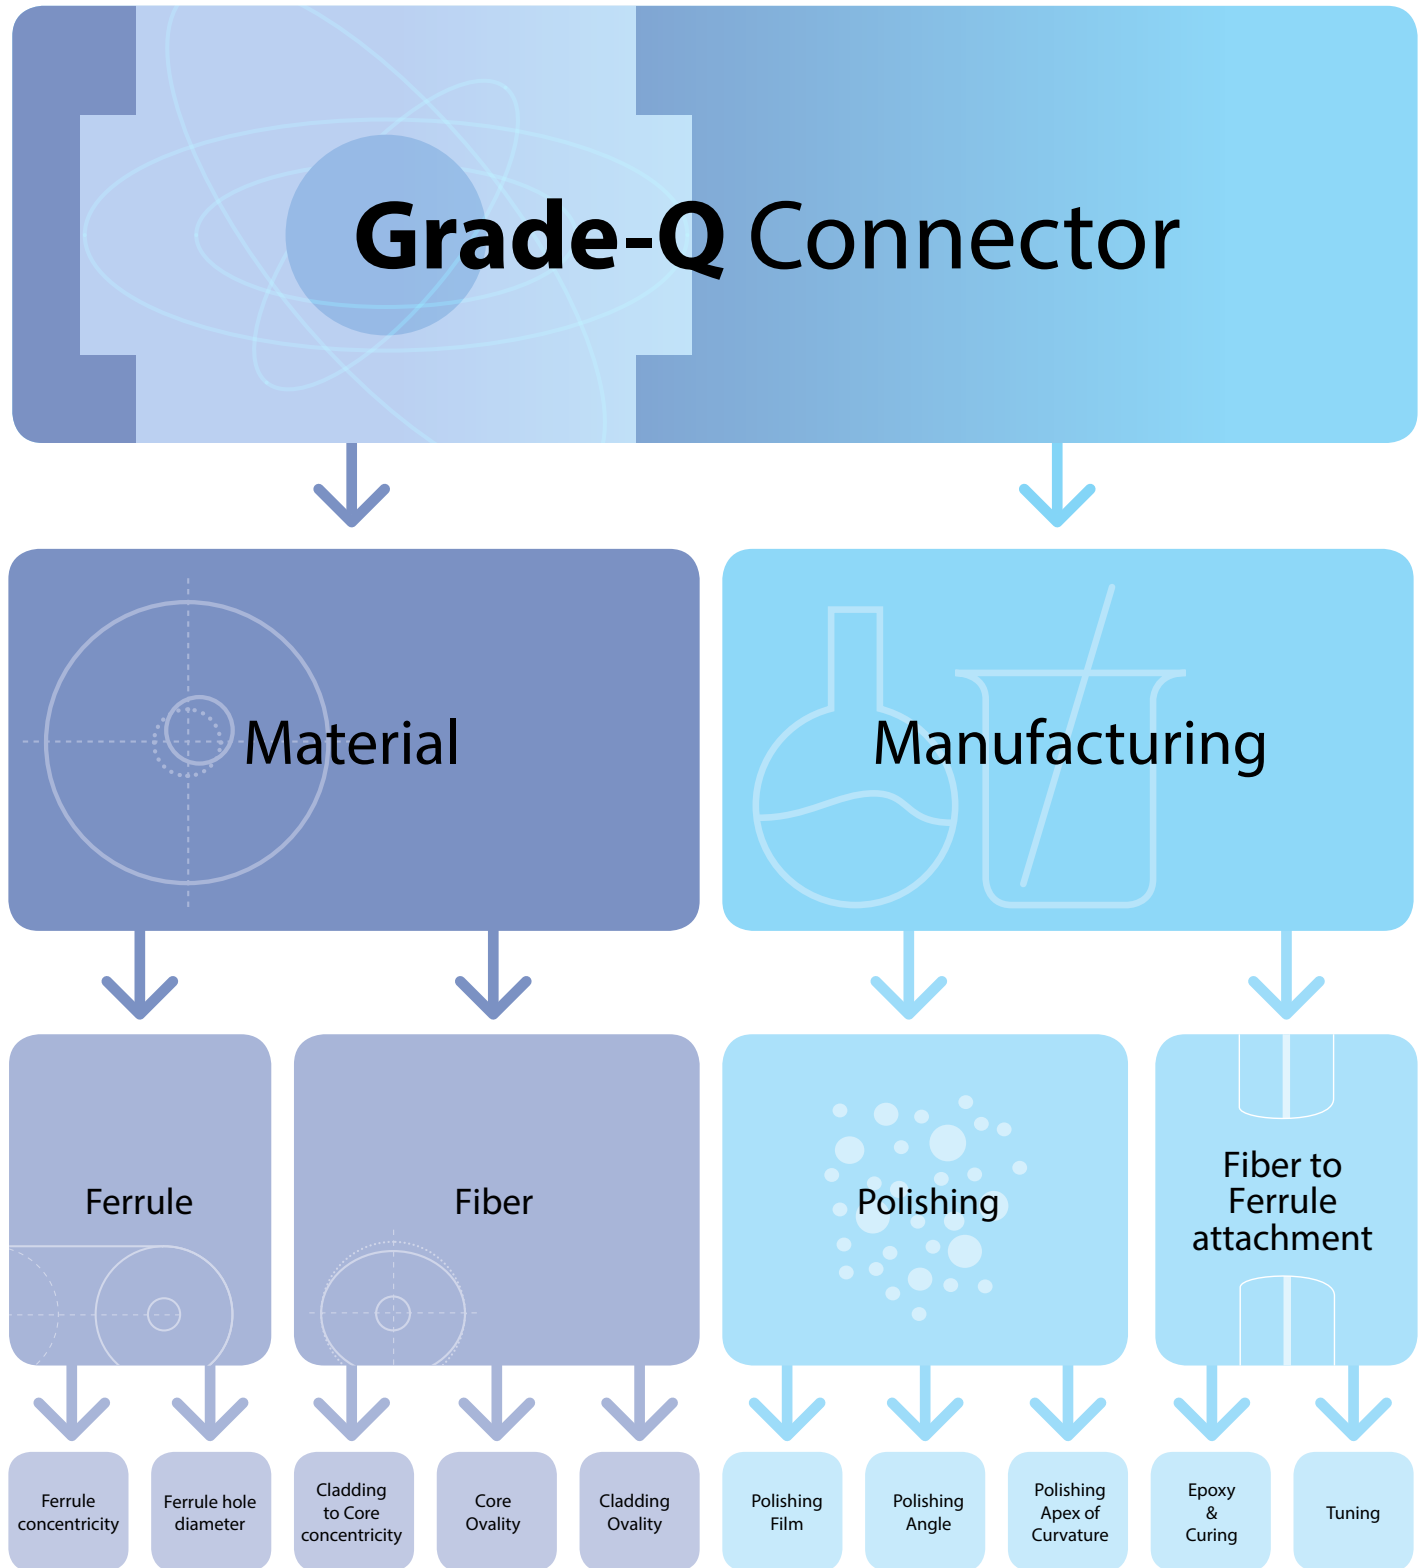 Grade-Q Connector
Material
Manufacturing
Ferrule
Fiber
Polishing
Fiber to
Ferrule
attachment
Ferrule
concentricity
Ferrule hole
diameter
Cladding
to Core
concentricity
Core
Ovality
Cladding
Ovality
Polishing
Film
Polishing
Angle
Polishing
Apex of
Curvature
Epoxy
&
Curing
Tuning